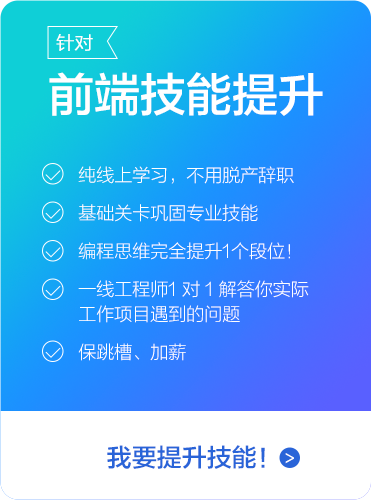 针对
前端技能提升
纯线上学习，不用脱产辞职
基础关卡巩固专业技能
编程思维完全提升1个段位！
一线工程师1 对 1 解答你实际
工作项目遇到的问题
保跳槽、加薪
我要提升技能！ >